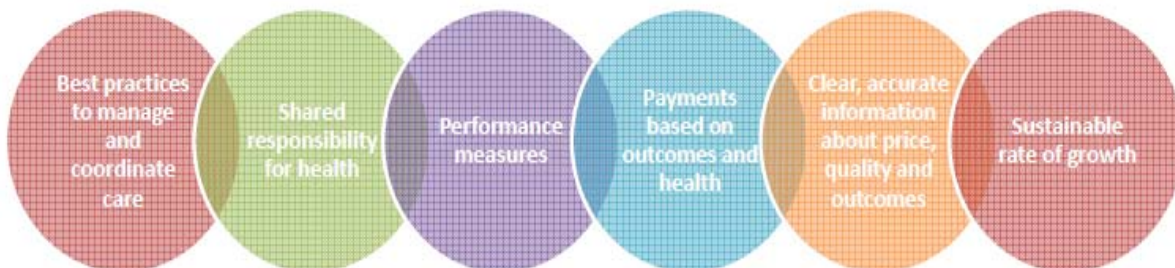 Best practices
to manage
and
coordinate
care
Shared
responsibility
for health
Performance
measures
Payments
based on
outcomes and
health
Clear, accurate
information
about price,
quality and
outcomes
Sustainable
rate of growth